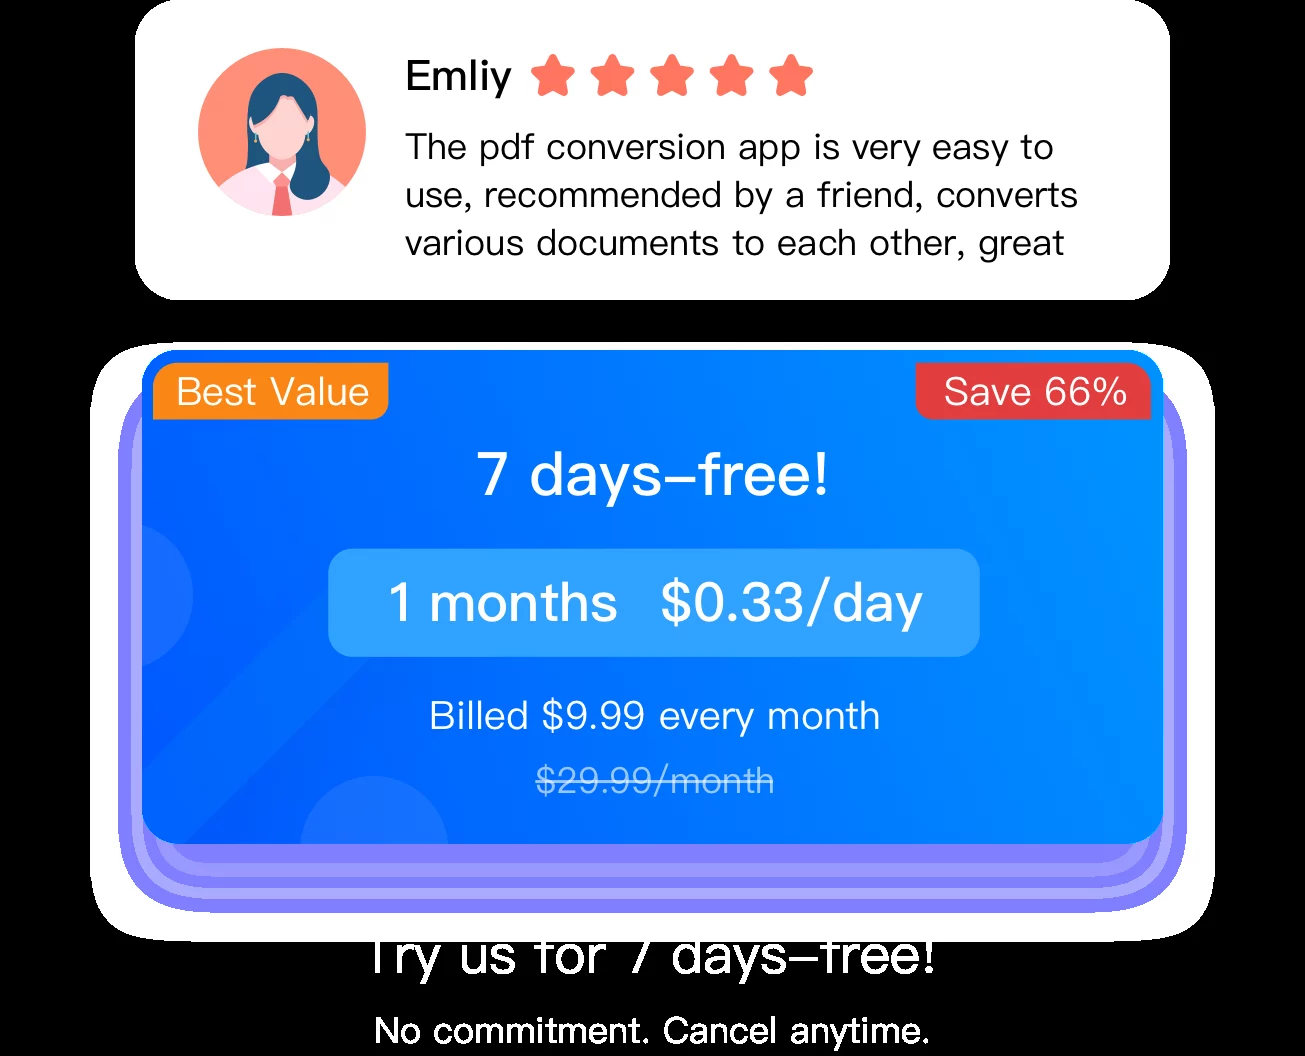 Emliy
The pdf conversion app is very easy to
use, recommended by a friend, converts
various documents to each other, great
Best Value
Save 66%
7 days–free!
1 months $0.33/day
Billed $9.99 every month
$29.99/month
Try us for 7 days–free!
No commitment. Cancel anytime.